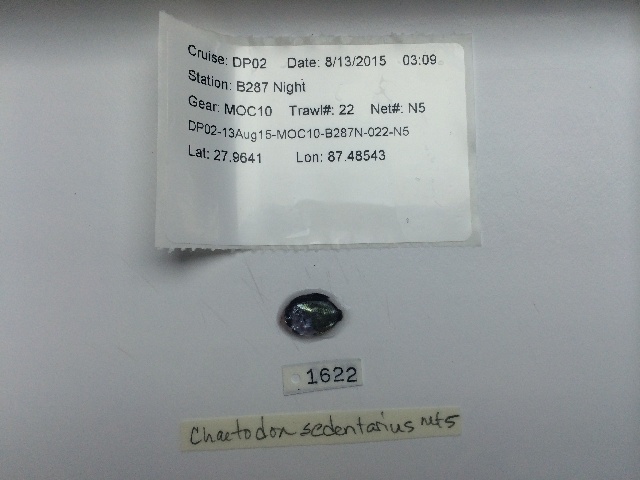 Cruise: DP02 Date: 8/13/2015 03:09
Station: B287 Night
Gear: MOC10 Trawl#: 22 Net#: N5
DP02-13Aug15-MOC10-B287N-022-N5
Lat: 27.9641 Lon: 87.48543
1622
Chaetodon sedentarius net5